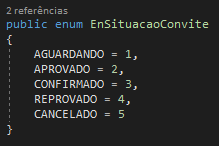 2 referências
public enum EnSituacaoConvite
{
AGUARDANDO = 1,
APROVADO = 2,
CONFIRMADO = 3,
REPROVADO = 4,
CANCELADO = 5
}